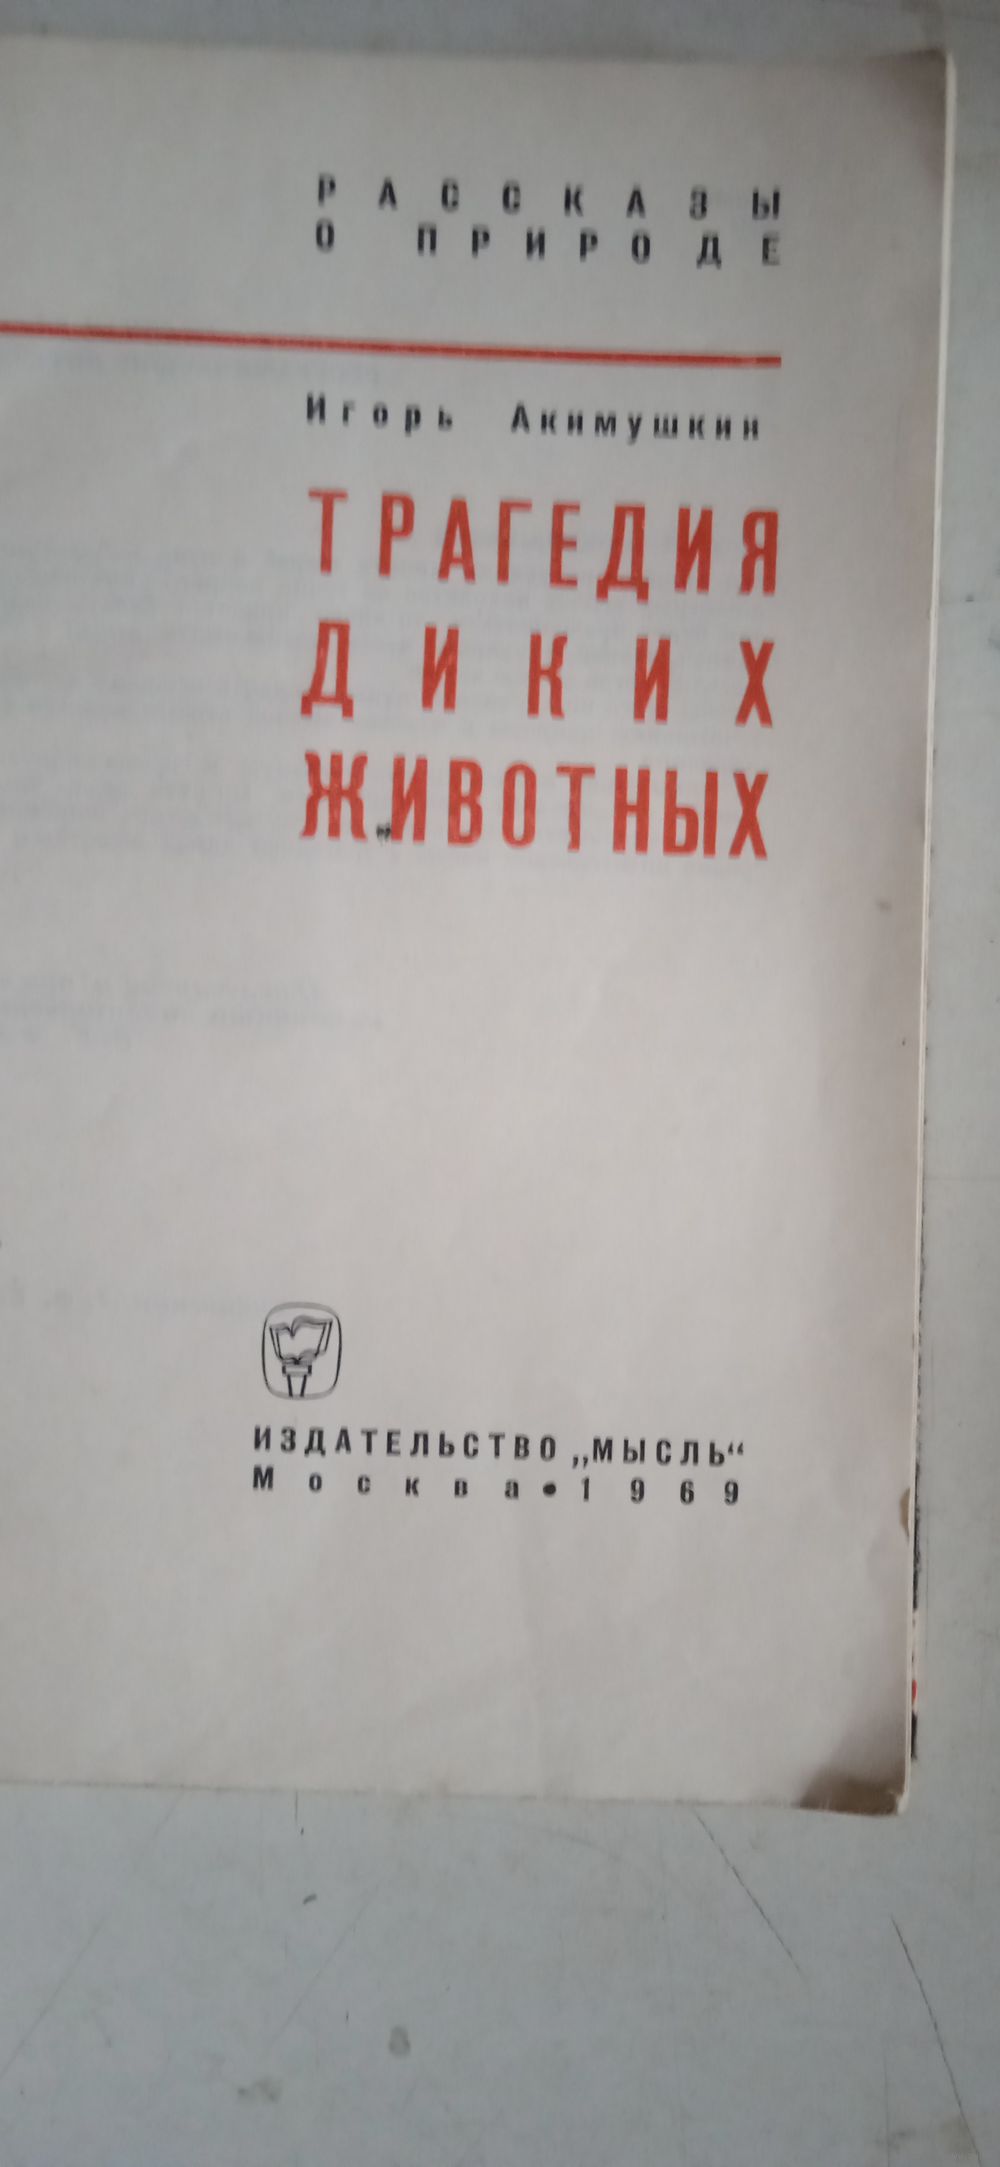 РАССКАЗЫ
О ПРИРОДЕ
Игорь Акимушкин
ТРАГЕДИЯ
ДИКИХ
ЖИВОТНЫХ
ИЗДАТЕЛЬСТВО „МЫСЛЬ“
Москва • 1969